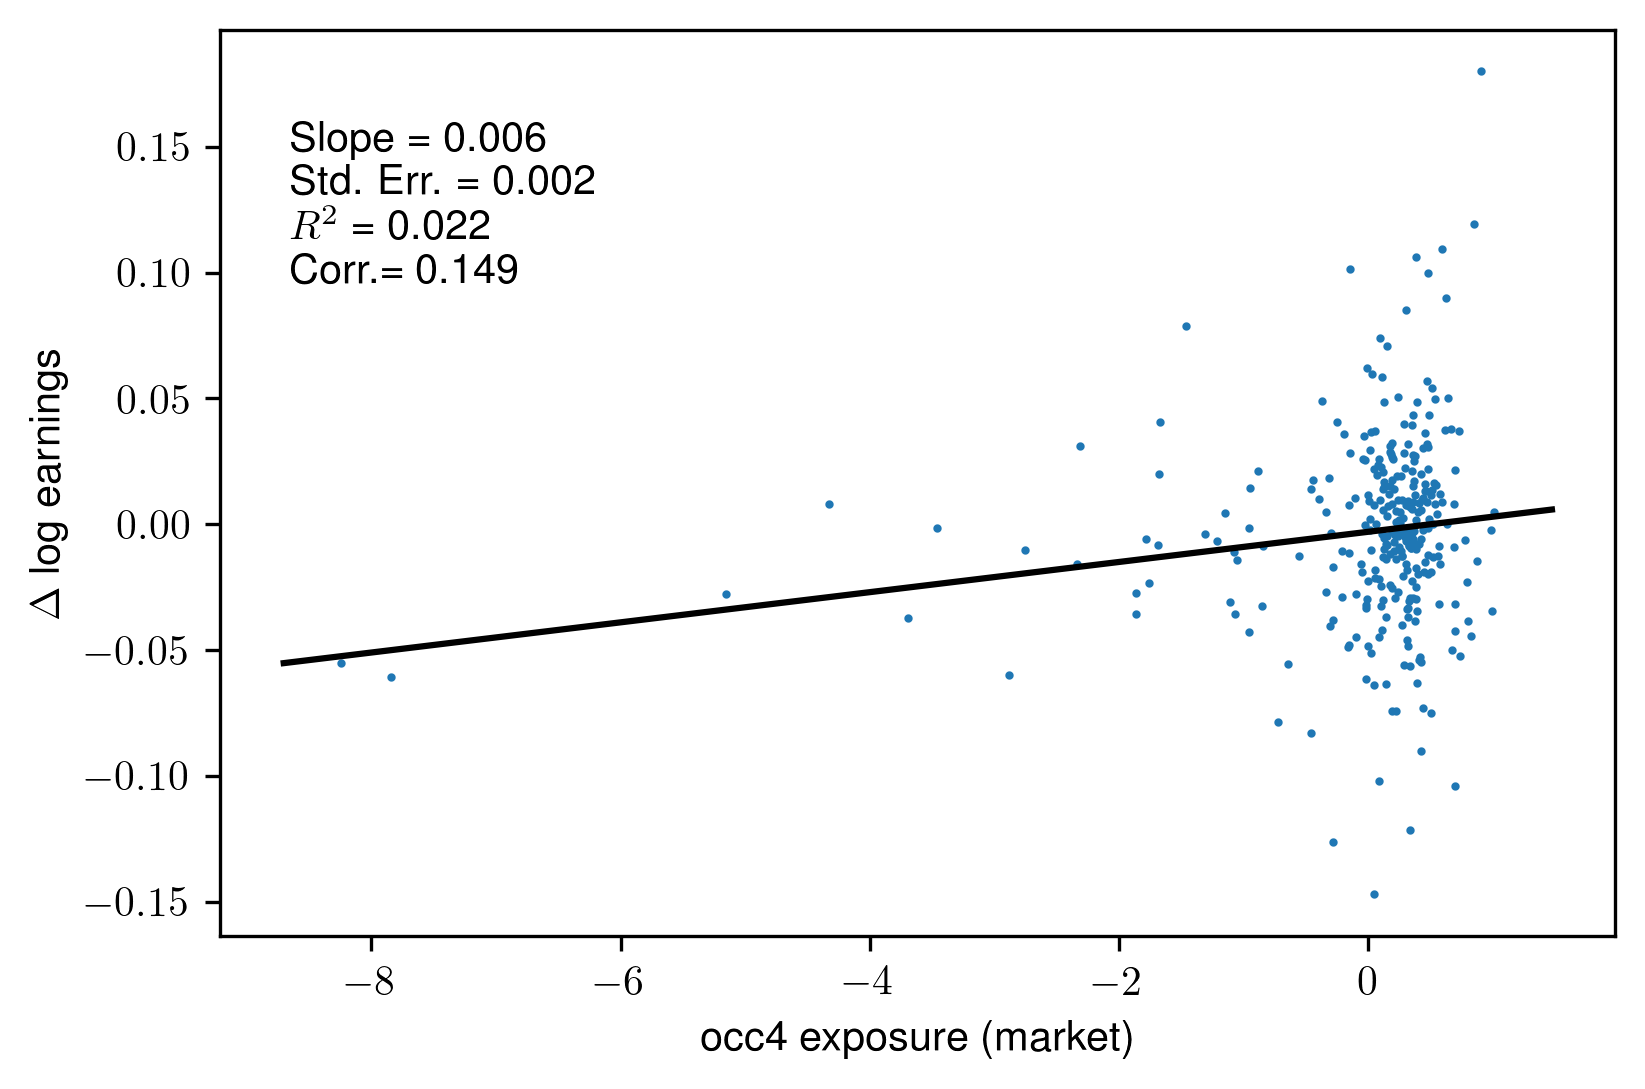 Slope = 0.006
Std. Err. = 0.002
R² = 0.022
Corr.= 0.149
0.15
0.10
0.05
0.00
−0.05
−0.10
−0.15
Δ log earnings
−8 −6 −4 −2 0
occ4 exposure (market)